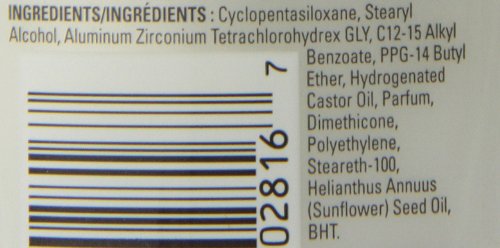 INGREDIENTS/INGRÉDIENTS : Cyclopentasiloxane, Stearyl
Alcohol, Aluminum Zirconium Tetrachlorohydrex GLY, C12-15 Alkyl
Benzoate, PPG-14 Butyl
Ether, Hydrogenated
Castor Oil, Parfum,
Dimethicone,
Polyethylene,
Steareth-100,
Helianthus Annuus
(Sunflower) Seed Oil,
BHT.
7
02816